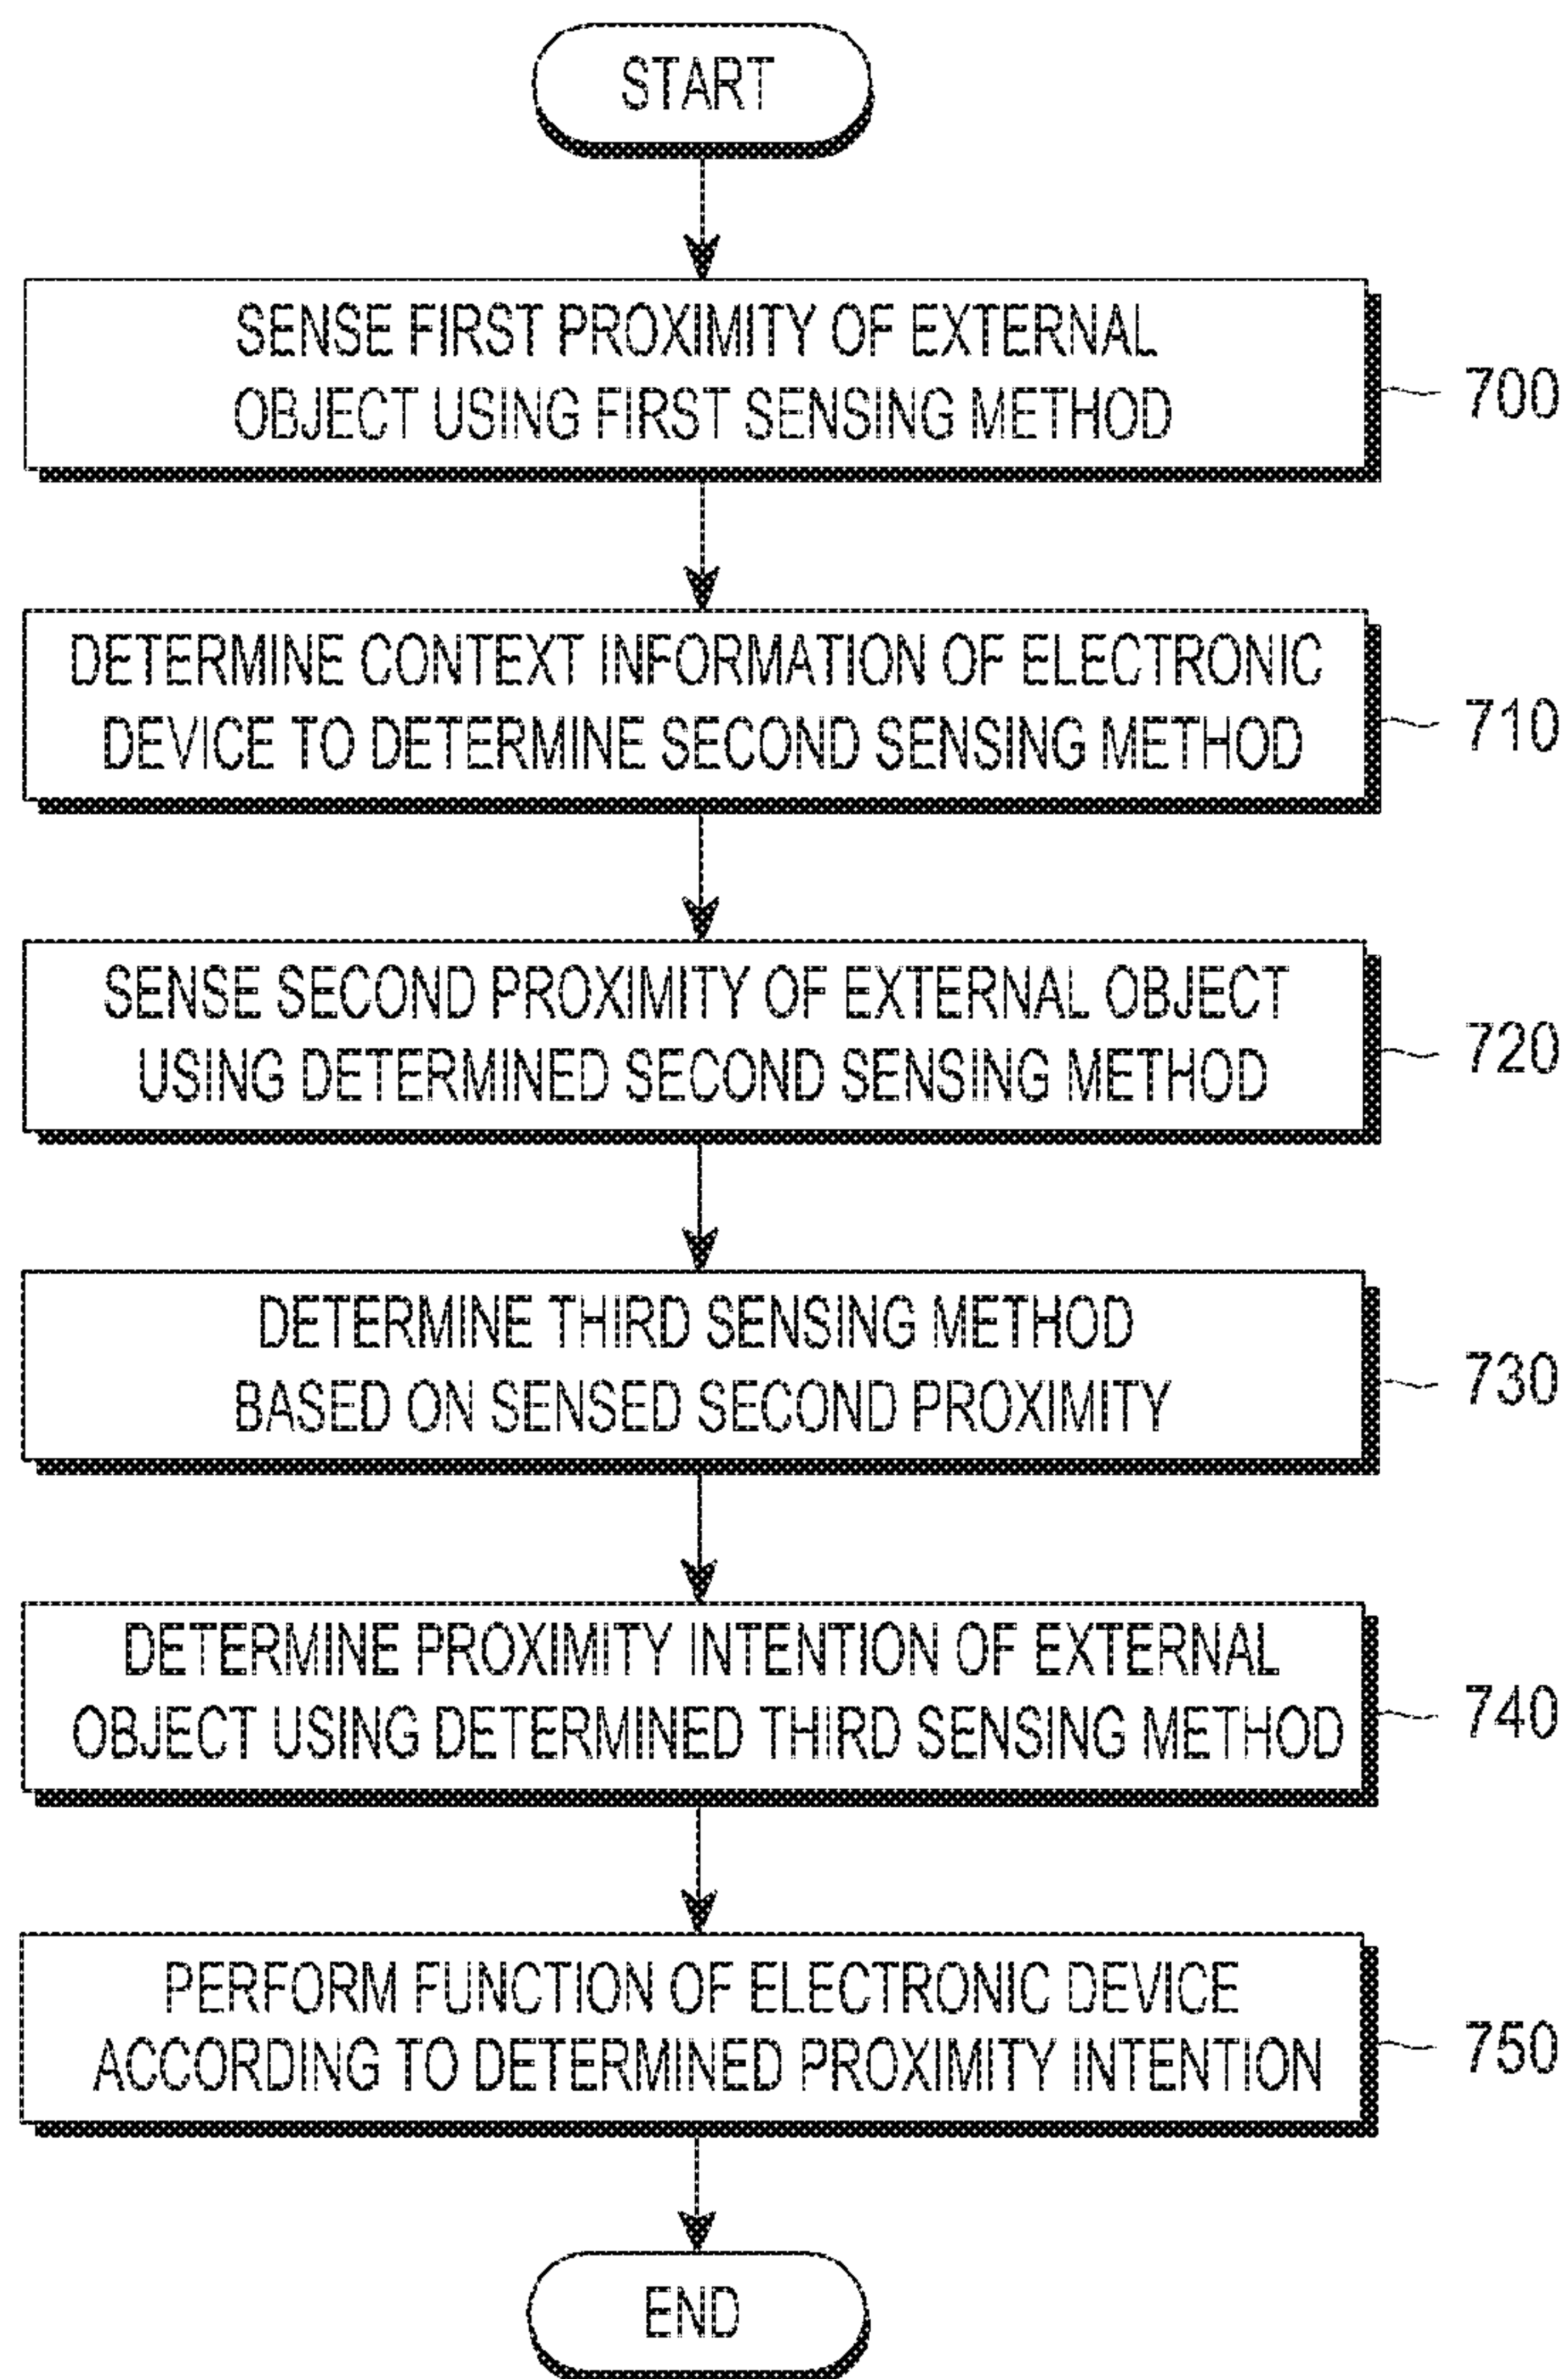 START
SENSE FIRST PROXIMITY OF EXTERNAL
OBJECT USING FIRST SENSING METHOD
700
DETERMINE CONTEXT INFORMATION OF ELECTRONIC
DEVICE TO DETERMINE SECOND SENSING METHOD
710
SENSE SECOND PROXIMITY OF EXTERNAL OBJECT
USING DETERMINED SECOND SENSING METHOD
720
DETERMINE THIRD SENSING METHOD
BASED ON SENSED SECOND PROXIMITY
730
DETERMINE PROXIMITY INTENTION OF EXTERNAL
OBJECT USING DETERMINED THIRD SENSING METHOD
740
PERFORM FUNCTION OF ELECTRONIC DEVICE
ACCORDING TO DETERMINED PROXIMITY INTENTION
750
END